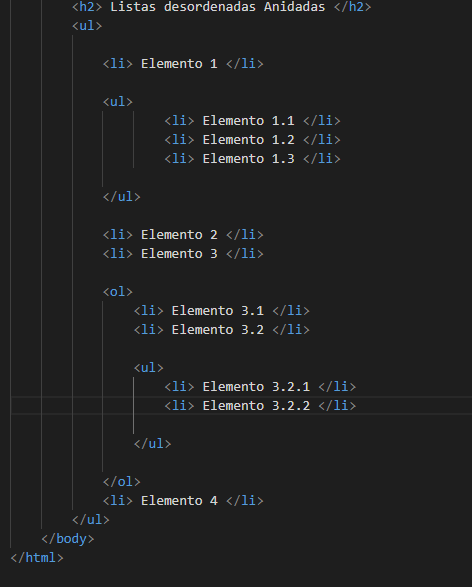 <h2> Listas desordenadas Anidadas </h2>
<ul>
<li> Elemento 1 </li>
<ul>
<li> Elemento 1.1 </li>
<li> Elemento 1.2 </li>
<li> Elemento 1.3 </li>
</ul>
<li> Elemento 2 </li>
<li> Elemento 3 </li>
<ol>
<li> Elemento 3.1 </li>
<li> Elemento 3.2 </li>
<ul>
<li> Elemento 3.2.1 </li>
<li> Elemento 3.2.2 </li>
</ul>
</ol>
<li> Elemento 4 </li>
</ul>
</body>
</html>